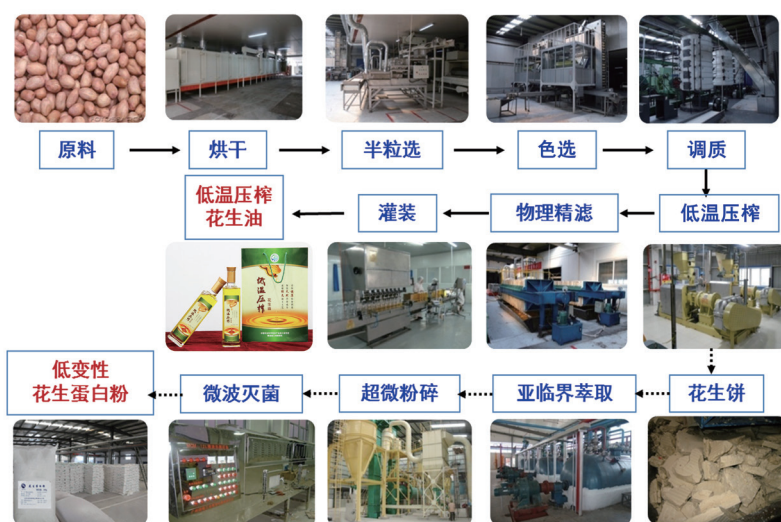 原料
烘干
半粒选
色选
调质
低温压榨
花生油
灌装
物理精滤
低温压榨
低温压榨
低变性
花生蛋白粉
微波灭菌
超微粉碎
亚临界萃取
花生饼